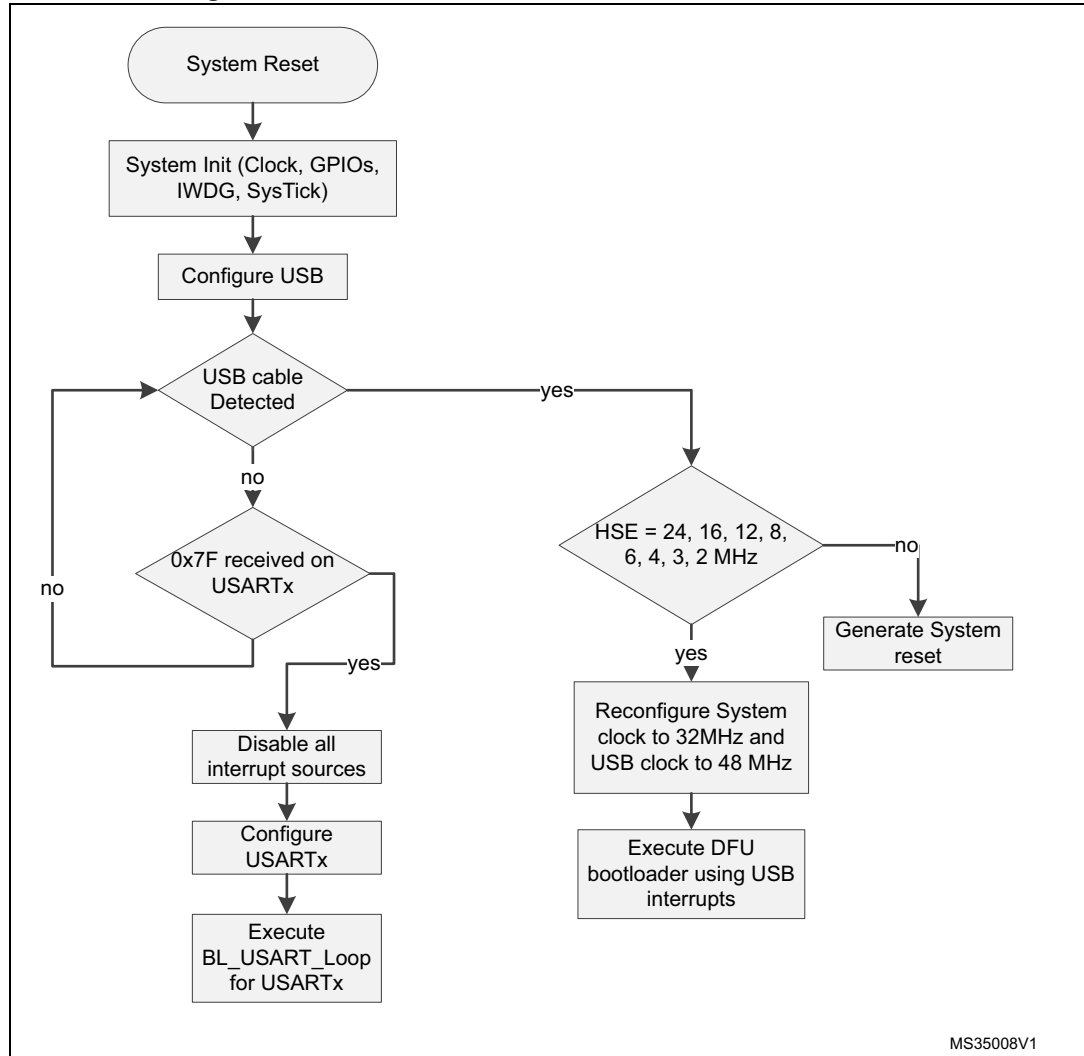 System Reset
System Init (Clock, GPIOs,
IWDG, SysTick)
Configure USB
USB cable
Detected
yes
no
HSE = 24, 16, 12, 8,
6, 4, 3, 2 MHz
no
0x7F received on
USARTx
no
yes
Generate System
reset
yes
Reconfigure System
clock to 32MHz and
USB clock to 48 MHz
Disable all
interrupt sources
Configure
USARTx
Execute DFU
bootloader using USB
interrupts
Execute
BL_USART_Loop
for USARTx
MS35008V1